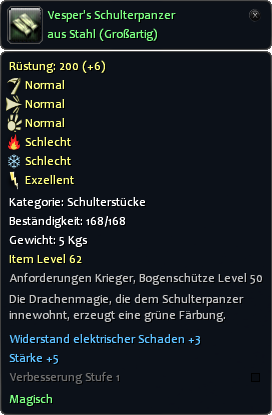 Vesper's Schulterpanzer
aus Stahl (Großartig)
Rüstung: 200 (+6)
Normal
Normal
Normal
Schlecht
Schlecht
Exzellent
Kategorie: Schulterstücke
Beständigkeit: 168/168
Gewicht: 5 Kgs
Item Level 62
Anforderungen Krieger, Bogenschütze Level 50
Die Drachenmagie, die dem Schulterpanzer
innewohnt, erzeugt eine grüne Färbung.
Widerstand elektrischer Schaden +3
Stärke +5
Verbesserung Stufe 1
Magisch